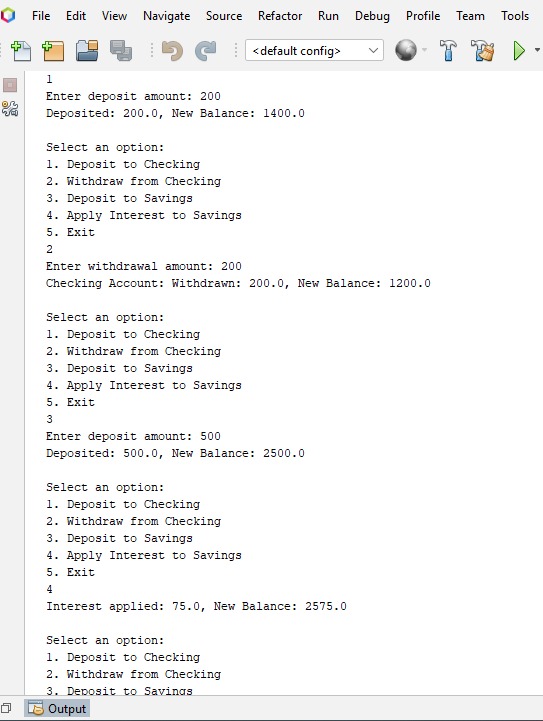 File Edit View Navigate Source Refactor Run Debug Profile Team Tools
<default config>
1
Enter deposit amount: 200
Deposited: 200.0, New Balance: 1400.0
Select an option:
1. Deposit to Checking
2. Withdraw from Checking
3. Deposit to Savings
4. Apply Interest to Savings
5. Exit
2
Enter withdrawal amount: 200
Checking Account: Withdrawn: 200.0, New Balance: 1200.0
Select an option:
1. Deposit to Checking
2. Withdraw from Checking
3. Deposit to Savings
4. Apply Interest to Savings
5. Exit
3
Enter deposit amount: 500
Deposited: 500.0, New Balance: 2500.0
Select an option:
1. Deposit to Checking
2. Withdraw from Checking
3. Deposit to Savings
4. Apply Interest to Savings
5. Exit
4
Interest applied: 75.0, New Balance: 2575.0
Select an option:
1. Deposit to Checking
2. Withdraw from Checking
3. Deposit to Savings
Output